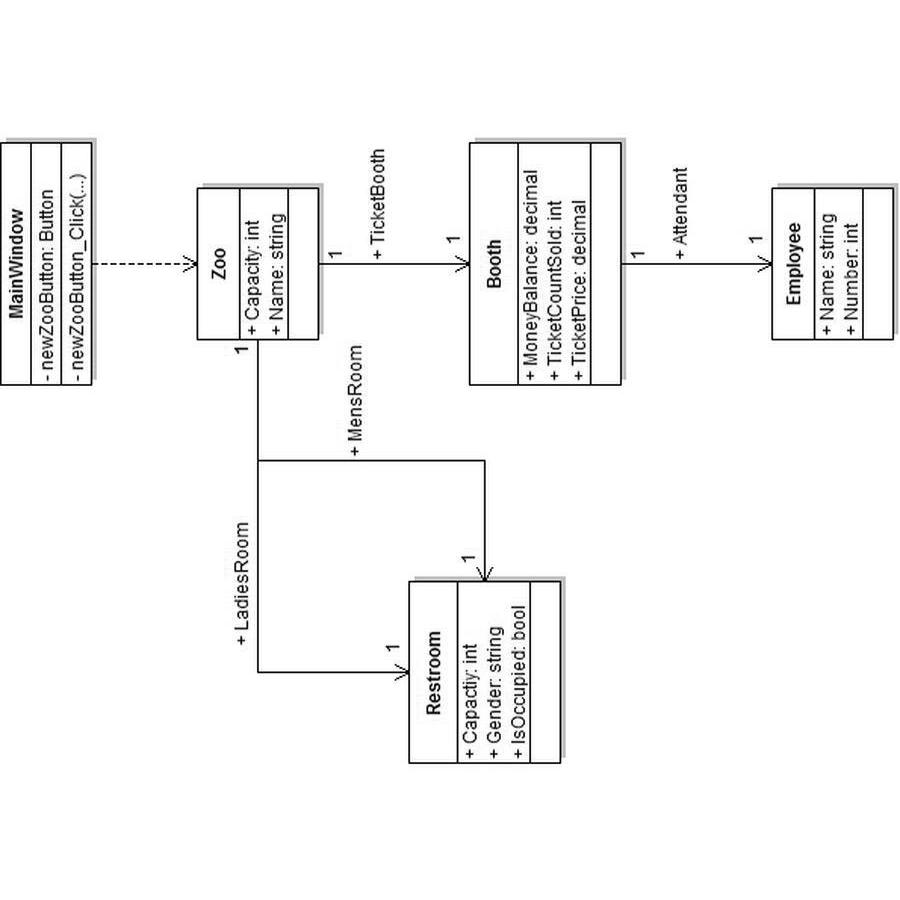 MainWindow
- newZooButton: Button
- newZooButton_Click(...)
Zoo
+ Capacity: int
+ Name: string
1
+ TicketBooth
1
Booth
+ MoneyBalance: decimal
+ TicketCountSold: int
+ TicketPrice: decimal
1
+ Attendant
1
Employee
+ Name: string
+ Number: int
1
+ LadiesRoom
1
+ MensRoom
1
Restroom
+ Capactiy: int
+ Gender: string
+ IsOccupied: bool